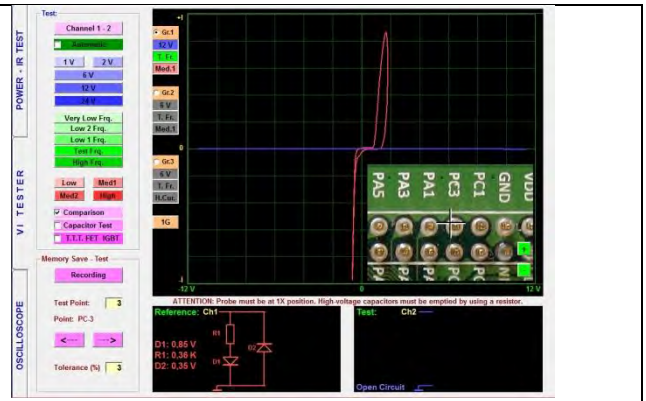 POWER - IR TEST
VI TESTER
OSCILLOSCOPE
Test:
Channel 1 - 2
Automatic
1 V
2 V
6 V
12 V
24 V
Very Low Frq.
Low 2 Frq.
Low 1 Frq.
Test Frq.
High Frq.
Low
Med1
Med2
High
Comparison
Capacitor Test
T.T.T. FET IGBT
Memory Save - Test
Recording
Test Point: 3
Point: PC-3
<---
--->
Tolerance (%) 3
Gr.1
12 V
T. Fr.
Med.1
Gr.2
6 V
T. Fr.
Med.1
Gr.3
6 V
T. Fr.
H.Cur.
1G
+I
0
-I
-12 V
0
12 V
PA5
PA3
PA1
PC3
PC1
GND
VDD
+
ATTENTION: Probe must be at 1X position. High-voltage capacitors must be emptied by using a resistor.
Reference: Ch1
R1
D1
D2
D1: 0,85 V
R1: 0,36 K
D2: 0,35 V
Test: Ch2
Open Circuit